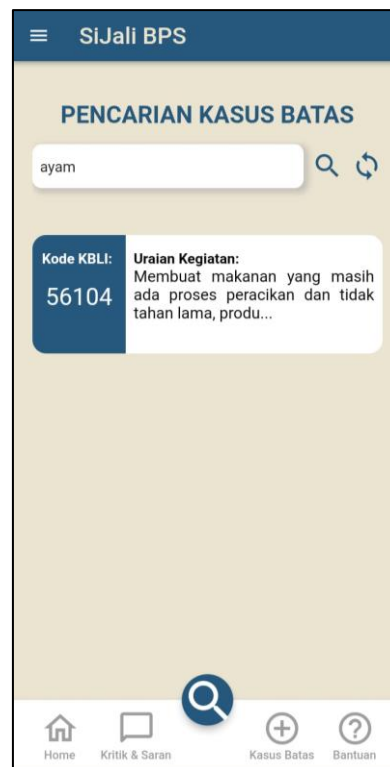 SiJali BPS
PENCARIAN KASUS BATAS
ayam
Kode KBLI:
56104
Uraian Kegiatan:
Membuat makanan yang masih
ada proses peracikan dan tidak
tahan lama, produ...
Home
Kritik & Saran
Kasus Batas
Bantuan